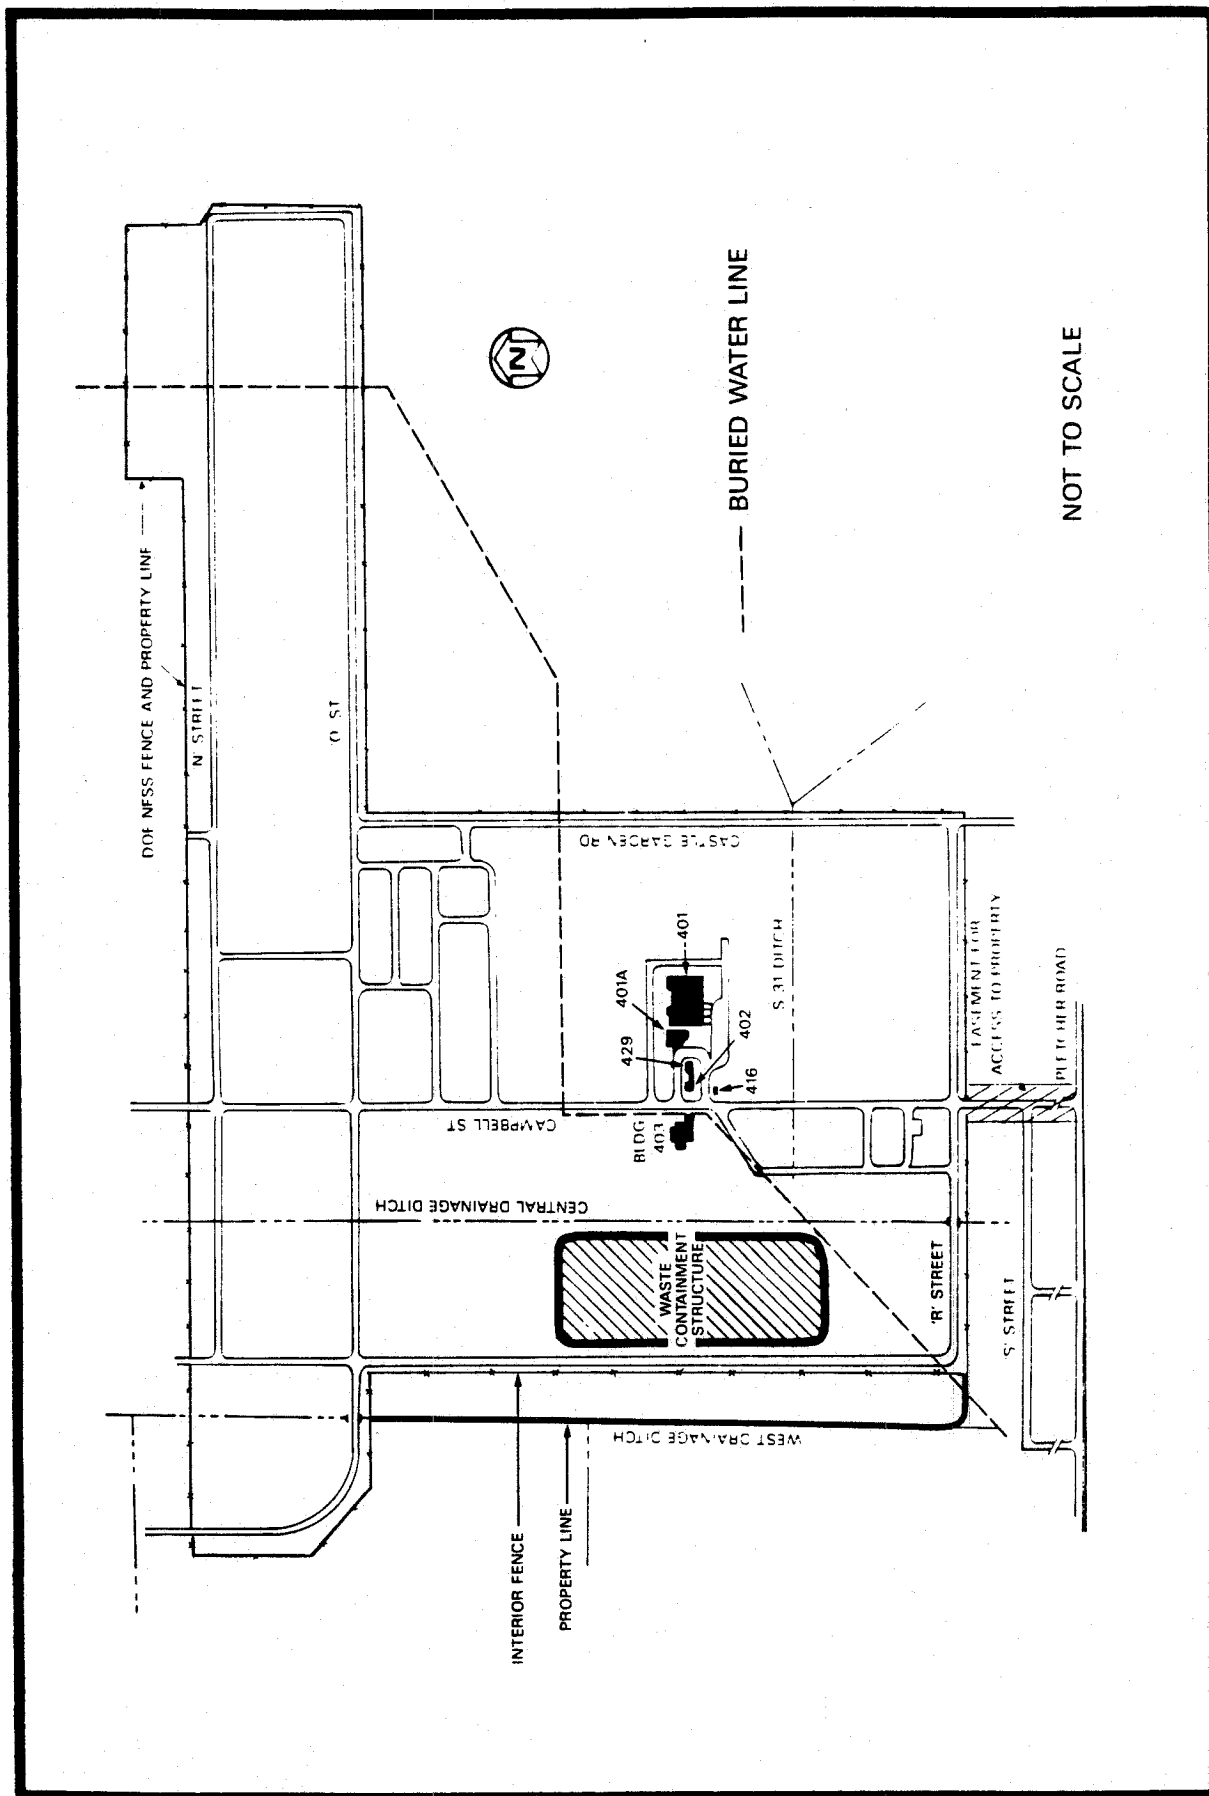 DOE NFSS FENCE AND PROPERTY LINE
'N' STREET
'O' ST
N
BURIED WATER LINE
NOT TO SCALE
CASTLE GARDEN RD
CAMPBELL ST
CENTRAL DRAINAGE DITCH
401A
401
429
402
416
BLDG
403
S 31 DITCH
EASEMENT FOR
ACCESS TO PROPERTY
PLETCHER ROAD
WASTE
CONTAINMENT
STRUCTURE
'R' STREET
'S' STREET
WEST DRAINAGE DITCH
INTERIOR FENCE
PROPERTY LINE